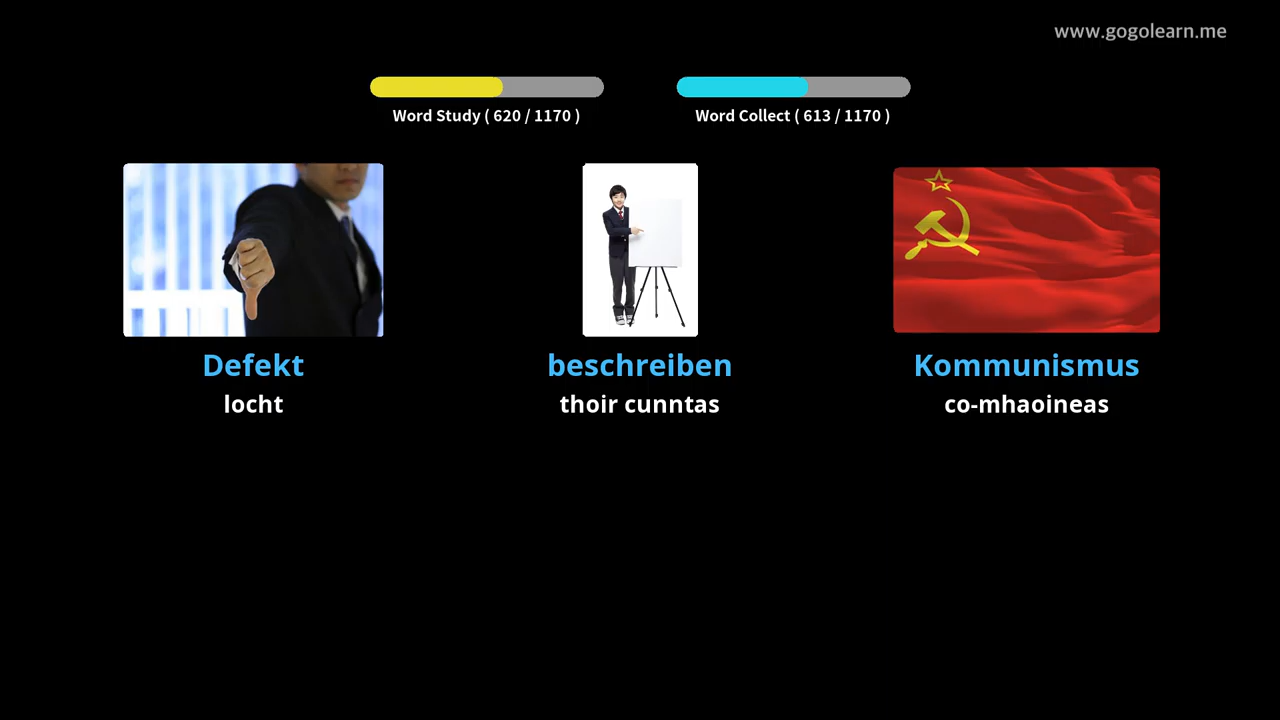 www.gogolearn.me
Word Study ( 620 / 1170 )
Word Collect ( 613 / 1170 )
Defekt
locht
beschreiben
thoir cunntas
Kommunismus
co-mhaoineas